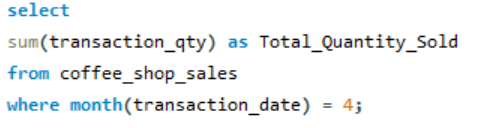 select
sum(transaction_qty) as Total_Quantity_Sold
from coffee_shop_sales
where month(transaction_date) = 4;